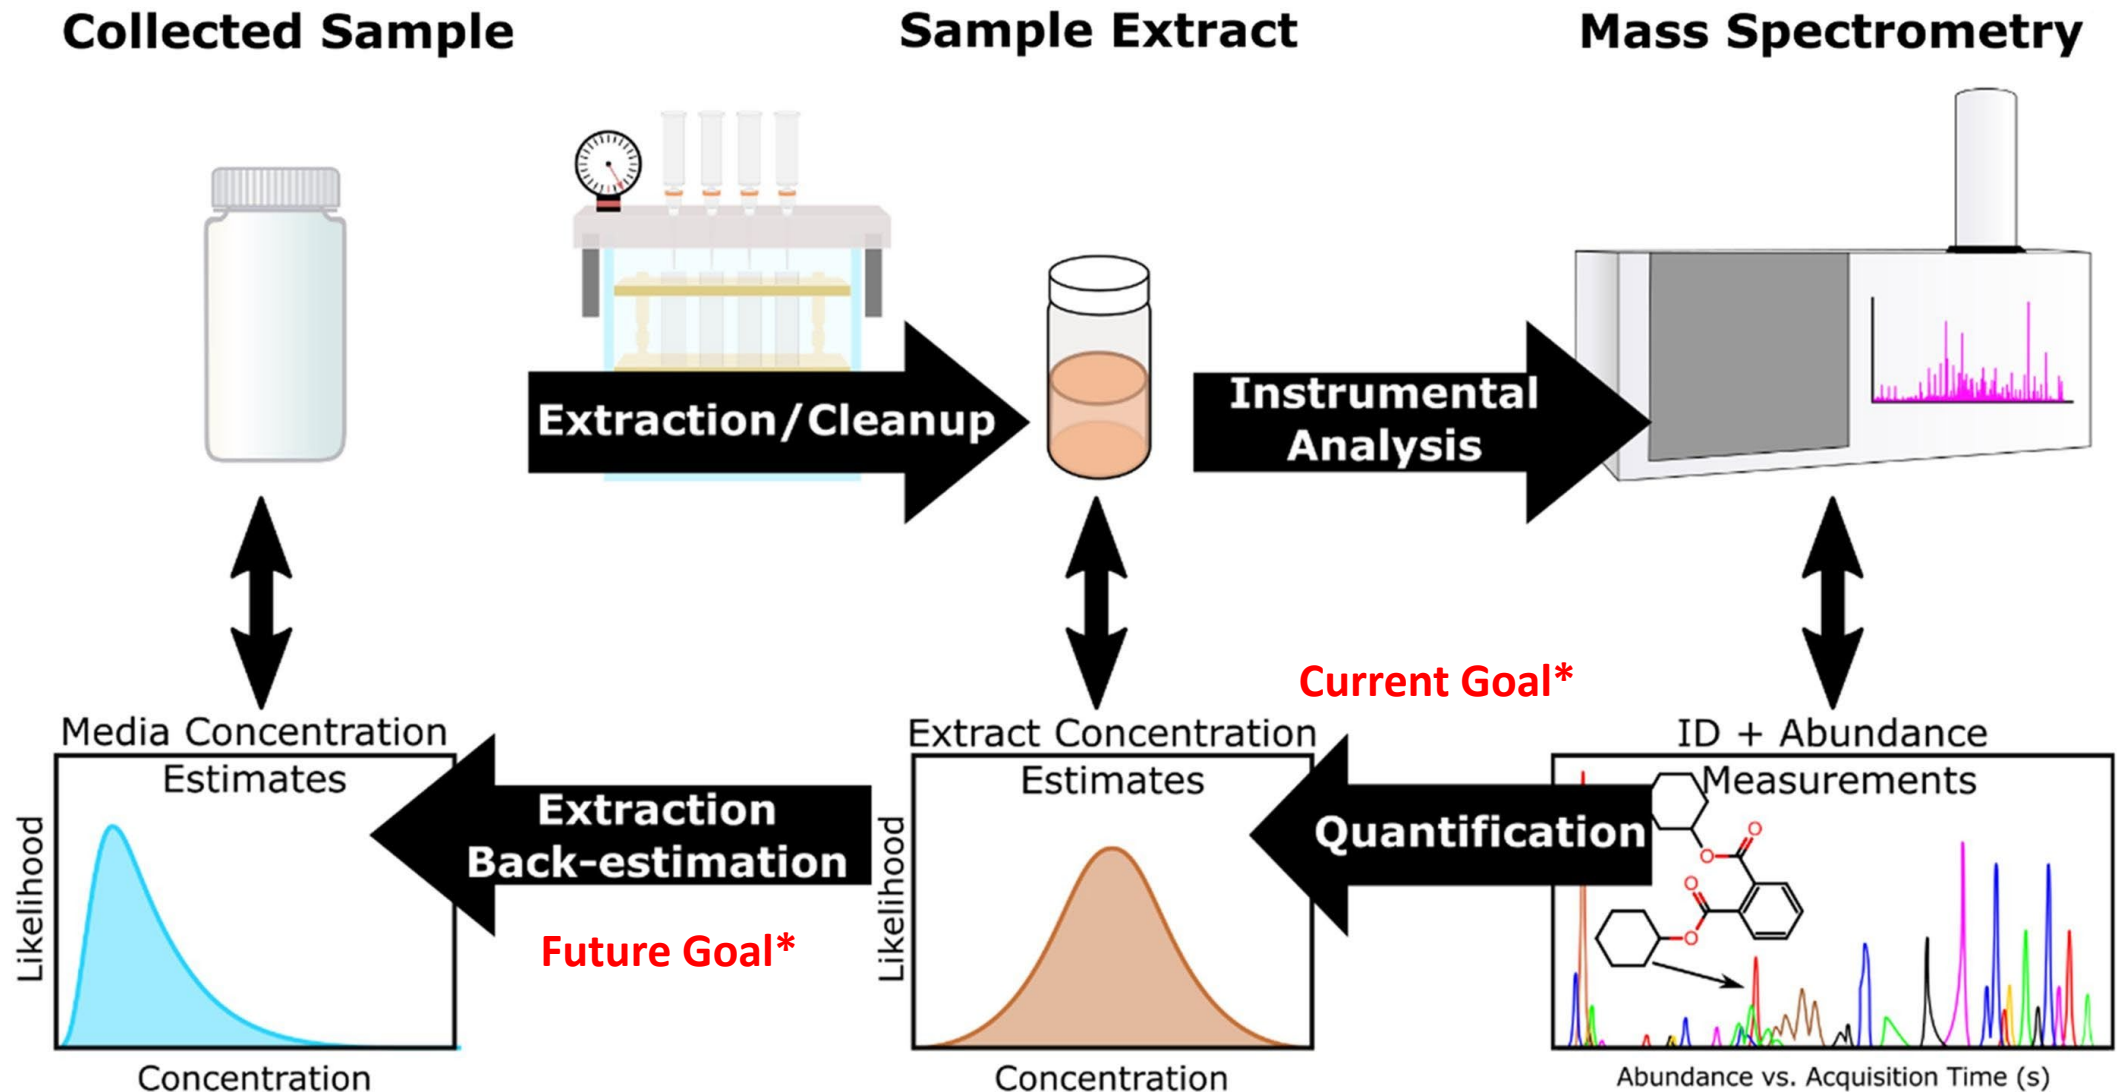 Collected Sample
Sample Extract
Mass Spectrometry
Extraction/Cleanup
Instrumental
Analysis
Current Goal*
Media Concentration
Estimates
Likelihood
Concentration
Extraction
Back-estimation
Future Goal*
Extract Concentration
Estimates
Likelihood
Concentration
Quantification
ID + Abundance
Measurements
O
O
O
O
Abundance vs. Acquisition Time (s)